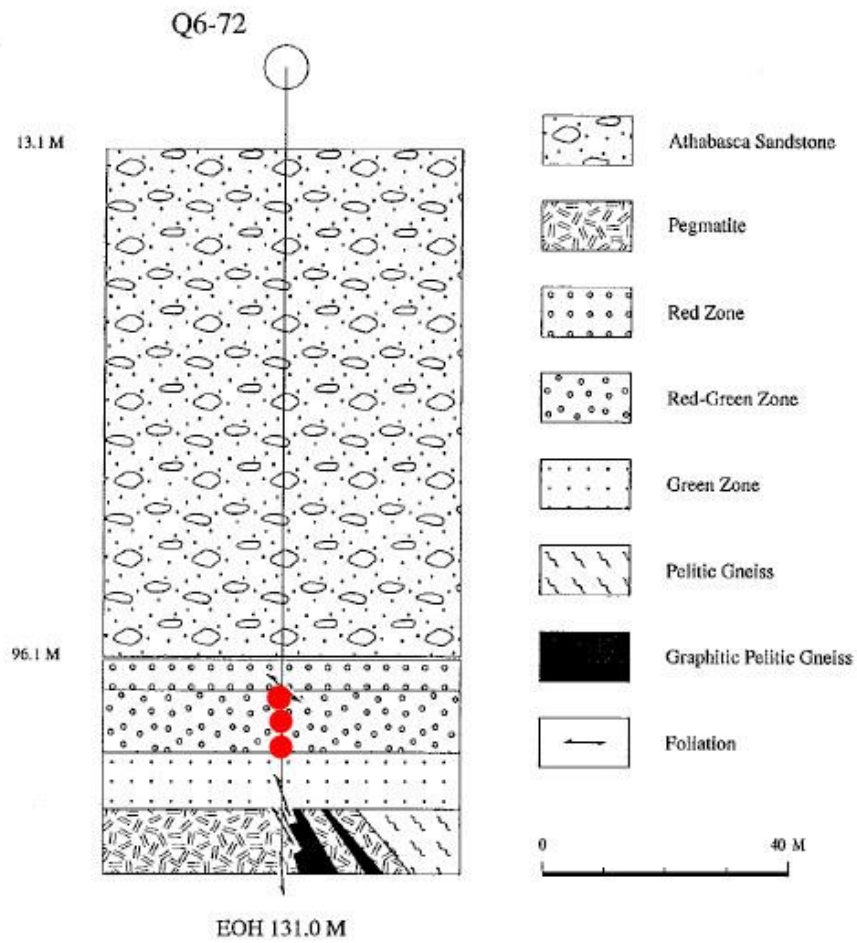 Q6-72
13.1 M
96.1 M
EOH 131.0 M
Athabasca Sandstone
Pegmatite
Red Zone
Red-Green Zone
Green Zone
Pelitic Gneiss
Graphitic Pelitic Gneiss
Foliation
0 40 M